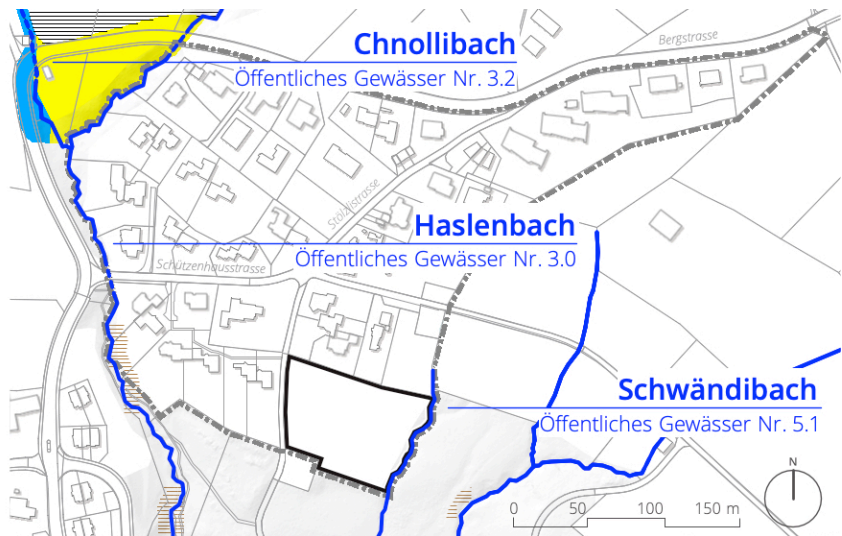 Bergstrasse
Chnollibach
Öffentliches Gewässer Nr. 3.2
Stolzlistrasse
Haslenbach
Öffentliches Gewässer Nr. 3.0
Schützenhausstrasse
Schwändibach
Öffentliches Gewässer Nr. 5.1
N
0 50 100 150 m